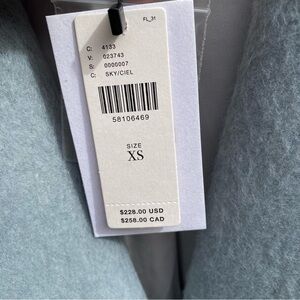 FL_31
C: 4133
V: 023743
S: 0000007
C: SKY/CIEL
58106469
SIZE
XS
$228.00 USD
$258.00 CAD